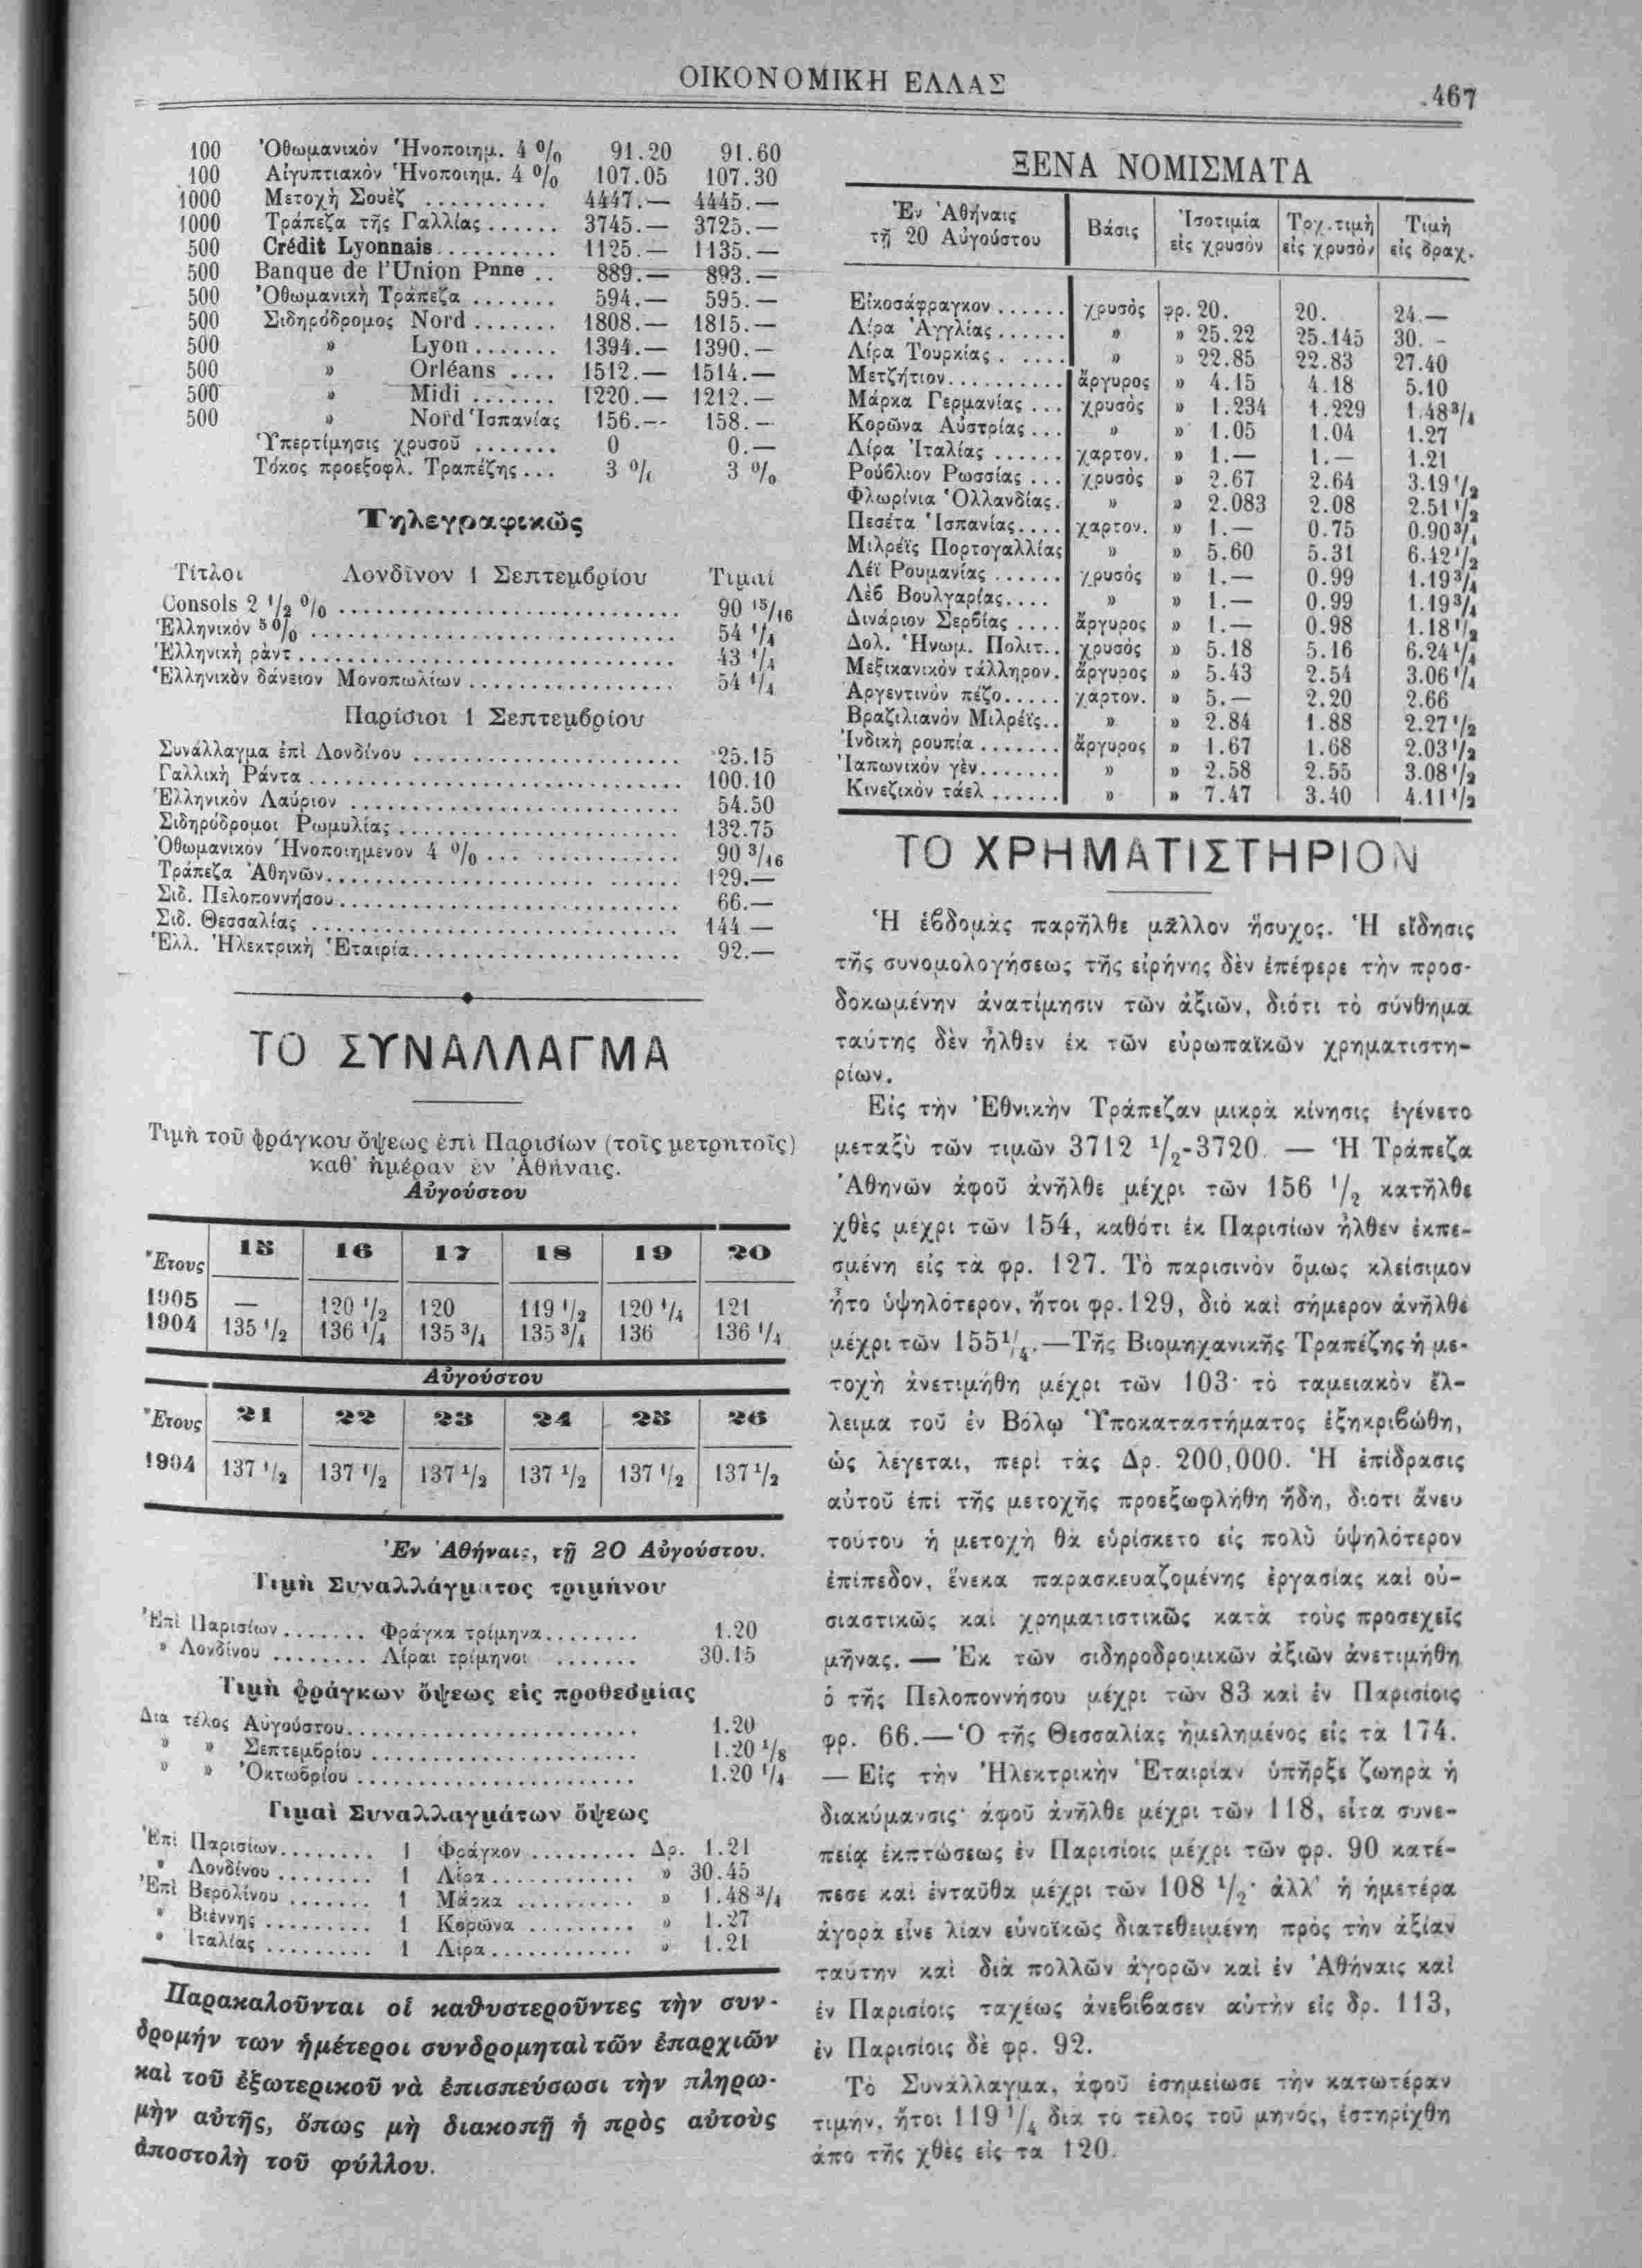 ΟΙΚΟΝΟΜΙΚΗ ΕΛΛΑΣ
467
100 Ὀθωμανικὸν Ἡνοποιημ. 4 % 91.20 91.60
100 Αἰγυπτιακὸν Ἡνοποιημ. 4 % 107.05 107.30
1000 Μετοχὴ Σουὲζ .......... 4447.— 4445.—
1000 Τράπεζα τῆς Γαλλίας ...... 3745.— 3725.—
500 Crédit Lyonnais .......... 1125.— 1135.—
500 Banque de l'Union Pnne .. 889.— 893.—
500 Ὀθωμανικὴ Τράπεζα ....... 594.— 595.—
500 Σιδηρόδρομος Nord ....... 1808.— 1815.—
500 » Lyon ....... 1394.— 1390.—
500 » Orléans .... 1512.— 1514.—
500 » Midi ....... 1220.— 1212.—
500 » Nord Ἱσπανίας 156.-- 158.—
Ὑπερτίμησις χρυσοῦ ....... 0 0.—
Τόκος προεξοφλ. Τραπέζης ... 3 % 3 %
Τηλεγραφικῶς
Τίτλοι Λονδῖνον 1 Σεπτεμβρίου Τιμαί
Consols 2 1/2 % .......... 90 15/16
Ἑλληνικὸν 5 % .......... 54 1/4
Ἑλληνικὴ ρὰντ .......... 43 1/4
Ἑλληνικὸν δάνειον Μονοπωλίων .......... 54 1/4
Παρίσιοι 1 Σεπτεμβρίου
Συνάλλαγμα ἐπὶ Λονδίνου .......... 25.15
Γαλλικὴ Ράντα .......... 100.10
Ἑλληνικὸν Λαύριον .......... 54.50
Σιδηρόδρομοι Ρωμυλίας .......... 132.75
Ὀθωμανικὸν Ἡνοποιημένον 4 % .......... 90 3/16
Τράπεζα Ἀθηνῶν .......... 129.—
Σιδ. Πελοποννήσου .......... 66.—
Σιδ. Θεσσαλίας .......... 144 —
Ἑλλ. Ἠλεκτρικὴ Ἑταιρία .......... 92.—
ΤΟ ΣΥΝΑΛΛΑΓΜΑ
Τιμὴ τοῦ φράγκου ὄψεως ἐπὶ Παρισίων (τοῖς μετρητοῖς)
καθ' ἡμέραν ἐν Ἀθήναις.
Αὐγούστου
Ἔτους 15 16 17 18 19 20
1905 — 120 1/2 120 119 1/2 120 1/4 121
1904 135 1/2 136 1/4 135 3/4 135 3/4 136 136 1/4
Αὐγούστου
Ἔτους 21 22 23 24 25 26
1904 137 1/2 137 1/2 137 1/2 137 1/2 137 1/2 137 1/2
Ἐν Ἀθήναις, τῇ 20 Αὐγούστου.
Τιμὴ Συναλλάγματος τριμήνου
Ἐπὶ Παρισίων ....... Φράγκα τρίμηνα ........ 1.20
» Λονδίνου ........ Λίραι τρίμηνοι ....... 30.15
Τιμὴ φράγκων ὄψεως εἰς προθεσμίας
Διὰ τέλος Αὐγούστου .......... 1.20
» » Σεπτεμβρίου .......... 1.20 1/8
» » Ὀκτωβρίου .......... 1.20 1/4
Τιμαὶ Συναλλαγμάτων ὄψεως
Ἐπὶ Παρισίων ........ 1 Φράγκον ......... Δρ. 1.21
» Λονδίνου ......... 1 Λίρα ............ » 30.45
Ἐπὶ Βερολίνου ....... 1 Μάρκα .......... » 1.48 3/4
» Βιέννης ......... 1 Κορῶνα ......... » 1.27
» Ἰταλίας ......... 1 Λίρα ............ » 1.21
Παρακαλοῦνται οἱ καθυστεροῦντες τὴν συν-
δρομήν των ἡμέτεροι συνδρομηταὶ τῶν ἐπαρχιῶν
καὶ τοῦ ἐξωτερικοῦ νὰ ἐπισπεύσωσι τὴν πληρω-
μὴν αὐτῆς, ὅπως μὴ διακοπῇ ἡ πρὸς αὐτοὺς
ἀποστολὴ τοῦ φύλλου.
ΞΕΝΑ ΝΟΜΙΣΜΑΤΑ
Ἐν Ἀθήναις τῇ 20 Αὐγούστου Βάσις Ἰσοτιμία εἰς χρυσὸν Τρχ. τιμὴ εἰς χρυσὸν Τιμὴ εἰς δραχ.
Εἰκοσάφραγκον ...... χρυσὸς φρ. 20. 20. 24.—
Λίρα Ἀγγλίας ...... » » 25.22 25.145 30. -
Λίρα Τουρκίας . .... » » 22.85 22.83 27.40
Μετζήτιον .......... ἄργυρος » 4.15 4.18 5.10
Μάρκα Γερμανίας ... χρυσὸς » 1.234 1.229 1.48 3/4
Κορῶνα Αὐστρίας ... » » 1.05 1.04 1.27
Λίρα Ἰταλίας ...... χαρτον. » 1.— 1.— 1.21
Ρούβλιον Ρωσσίας ... χρυσὸς » 2.67 2.64 3.19 1/2
Φλωρίνια Ὁλλανδίας. » » 2.083 2.08 2.51 1/2
Πεσέτα Ἱσπανίας.... χαρτον. » 1.— 0.75 0.90 3/4
Μιλρέϊς Πορτογαλλίας » » 5.60 5.31 6.42 1/2
Λέϊ Ρουμανίας ...... χρυσὸς » 1.— 0.99 1.19 3/4
Λὲβ Βουλγαρίας.... » » 1.— 0.99 1.19 3/4
Δινάριον Σερβίας .... ἄργυρος » 1.— 0.98 1.18 1/2
Δολ. Ἡνωμ. Πολιτ.. χρυσὸς » 5.18 5.16 6.24 1/4
Μεξικανικὸν τάλληρον. ἄργυρος » 5.43 2.54 3.06 1/4
Ἀργεντινὸν πέζο ..... χάρτον. » 5.— 2.20 2.66
Βραζιλιανὸν Μιλρέϊς.. » » 2.84 1.88 2.27 1/2
Ἰνδικὴ ρουπία ....... ἄργυρος » 1.67 1.68 2.03 1/2
Ἰαπωνικὸν γὲν ....... » » 2.58 2.55 3.08 1/2
Κινεζικὸν τάελ ...... » » 7.47 3.40 4.11 1/2
ΤΟ ΧΡΗΜΑΤΙΣΤΗΡΙΟΝ
Ἡ ἑβδομὰς παρῆλθε μᾶλλον ἥσυχος. Ἡ εἴδησις
τῆς συνομολογήσεως τῆς εἰρήνης δὲν ἐπέφερε τὴν προσ-
δοκωμένην ἀνατίμησιν τῶν ἀξιῶν, διότι τὸ σύνθημα
ταύτης δὲν ἦλθεν ἐκ τῶν εὐρωπαϊκῶν χρηματιστη-
ρίων.
Εἰς τὴν Ἐθνικὴν Τράπεζαν μικρὰ κίνησις ἐγένετο
μεταξὺ τῶν τιμῶν 3712 1/2-3720. — Ἡ Τράπεζα
Ἀθηνῶν ἀφοῦ ἀνῆλθε μέχρι τῶν 156 1/2 κατῆλθε
χθὲς μέχρι τῶν 154, καθότι ἐκ Παρισίων ἦλθεν ἐκπε-
σμένη εἰς τὰ φρ. 127. Τὸ παρισινὸν ὅμως κλείσιμον
ἦτο ὑψηλότερον, ἤτοι φρ. 129, διὸ καὶ σήμερον ἀνῆλθε
μέχρι τῶν 155 1/4.—Τῆς Βιομηχανικῆς Τραπέζης ἡ με-
τοχὴ ἀνετιμήθη μέχρι τῶν 103· τὸ ταμειακὸν ἔλ-
λειμα τοῦ ἐν Βόλῳ Ὑποκαταστήματος ἐξηκριβώθη,
ὡς λέγεται, περὶ τὰς Δρ. 200,000. Ἡ ἐπίδρασις
αὐτοῦ ἐπὶ τῆς μετοχῆς προεξωφλήθη ἤδη, διότι ἄνευ
τούτου ἡ μετοχὴ θὰ εὑρίσκετο εἰς πολὺ ὑψηλότερον
ἐπίπεδον, ἕνεκα παρασκευαζομένης ἐργασίας καὶ οὐ-
σιαστικῶς καὶ χρηματιστικῶς κατὰ τοὺς προσεχεῖς
μῆνας. — Ἐκ τῶν σιδηροδρομικῶν ἀξιῶν ἀνετιμήθη
ὁ τῆς Πελοποννήσου μέχρι τῶν 83 καὶ ἐν Παρισίοις
φρ. 66.—Ὁ τῆς Θεσσαλίας ἠμελημένος εἰς τὰ 174.
— Εἰς τὴν Ἠλεκτρικὴν Ἑταιρίαν ὑπῆρξε ζωηρὰ ἡ
διακύμανσις· ἀφοῦ ἀνῆλθε μέχρι τῶν 118, εἶτα συνε-
πείᾳ ἐκπτώσεως ἐν Παρισίοις μέχρι τῶν φρ. 90 κατέ-
πεσε καὶ ἐνταῦθα μέχρι τῶν 108 1/2· ἀλλ' ἡ ἡμετέρα
ἀγορὰ εἶνε λίαν εὐνοϊκῶς διατεθειμένη πρὸς τὴν ἀξίαν
ταύτην καὶ διὰ πολλῶν ἀγορῶν καὶ ἐν Ἀθήναις καὶ
ἐν Παρισίοις ταχέως ἀνεβίβασεν αὐτὴν εἰς δρ. 113,
ἐν Παρισίοις δὲ φρ. 92.
Τὸ Συνάλλαγμα, ἀφοῦ ἐσημείωσε τὴν κατωτέραν
τιμήν, ἤτοι 119 1/4 διὰ τὸ τέλος τοῦ μηνός, ἐστηρίχθη
ἀπὸ τῆς χθὲς εἰς τὰ 120.